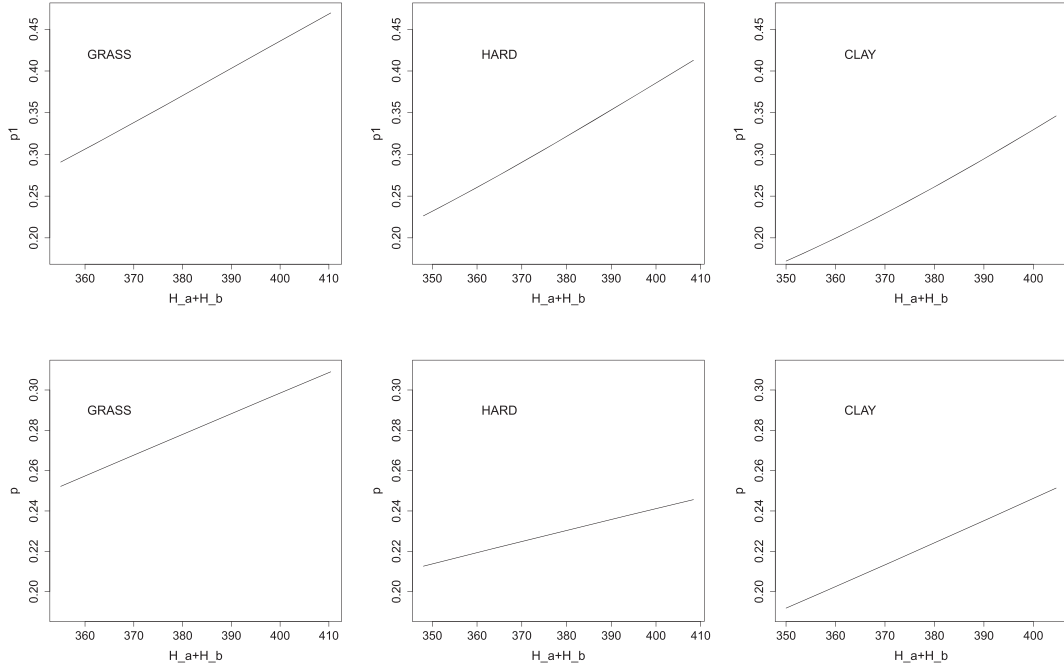 GRASS
p1
0.20 0.25 0.30 0.35 0.40 0.45
360 370 380 390 400 410
H_a+H_b
HARD
p1
0.20 0.25 0.30 0.35 0.40 0.45
350 360 370 380 390 400 410
H_a+H_b
CLAY
p1
0.20 0.25 0.30 0.35 0.40 0.45
350 360 370 380 390 400
H_a+H_b
GRASS
p
0.20 0.22 0.24 0.26 0.28 0.30
360 370 380 390 400 410
H_a+H_b
HARD
p
0.20 0.22 0.24 0.26 0.28 0.30
350 360 370 380 390 400 410
H_a+H_b
CLAY
p
0.20 0.22 0.24 0.26 0.28 0.30
350 360 370 380 390 400
H_a+H_b